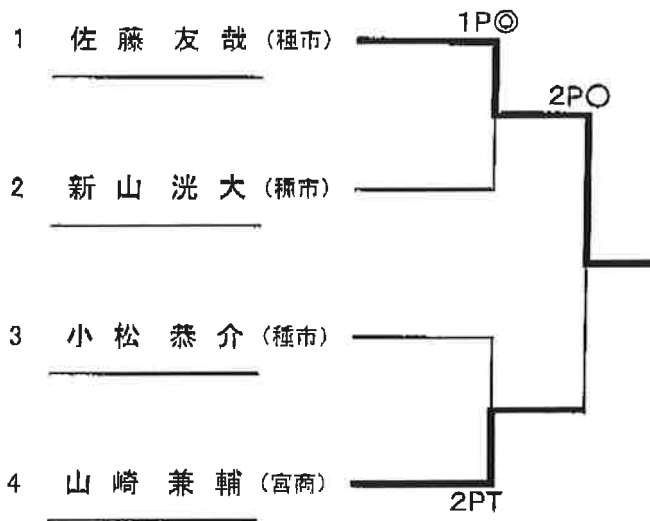 1P◎
1 佐藤友哉 (種市)
2P○
2 新山洸大 (種市)
3 小松恭介 (種市)
4 山崎兼輔 (宮商)
2PT